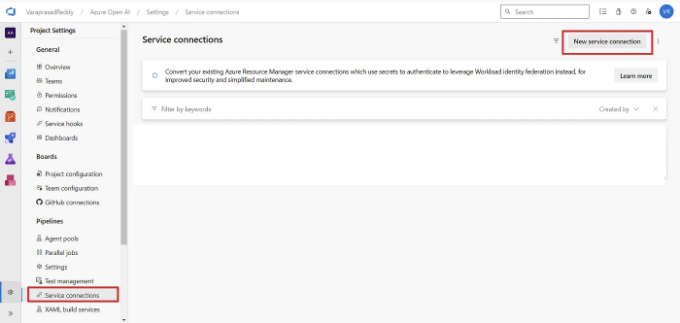 VaraprasadReddy / Azure Open AI / Settings / Service connections
Search
VR
AA
Project Settings
General
Overview
Teams
Permissions
Notifications
Service hooks
Dashboards
Boards
Project configuration
Team configuration
GitHub connections
Pipelines
Agent pools
Parallel jobs
Settings
Test management
Service connections
XAML build services
Service connections
New service connection
Convert your existing Azure Resource Manager service connections which use secrets to authenticate to leverage Workload identity federation instead, for
improved security and simplified maintenance.
Learn more
Filter by keywords
Created by